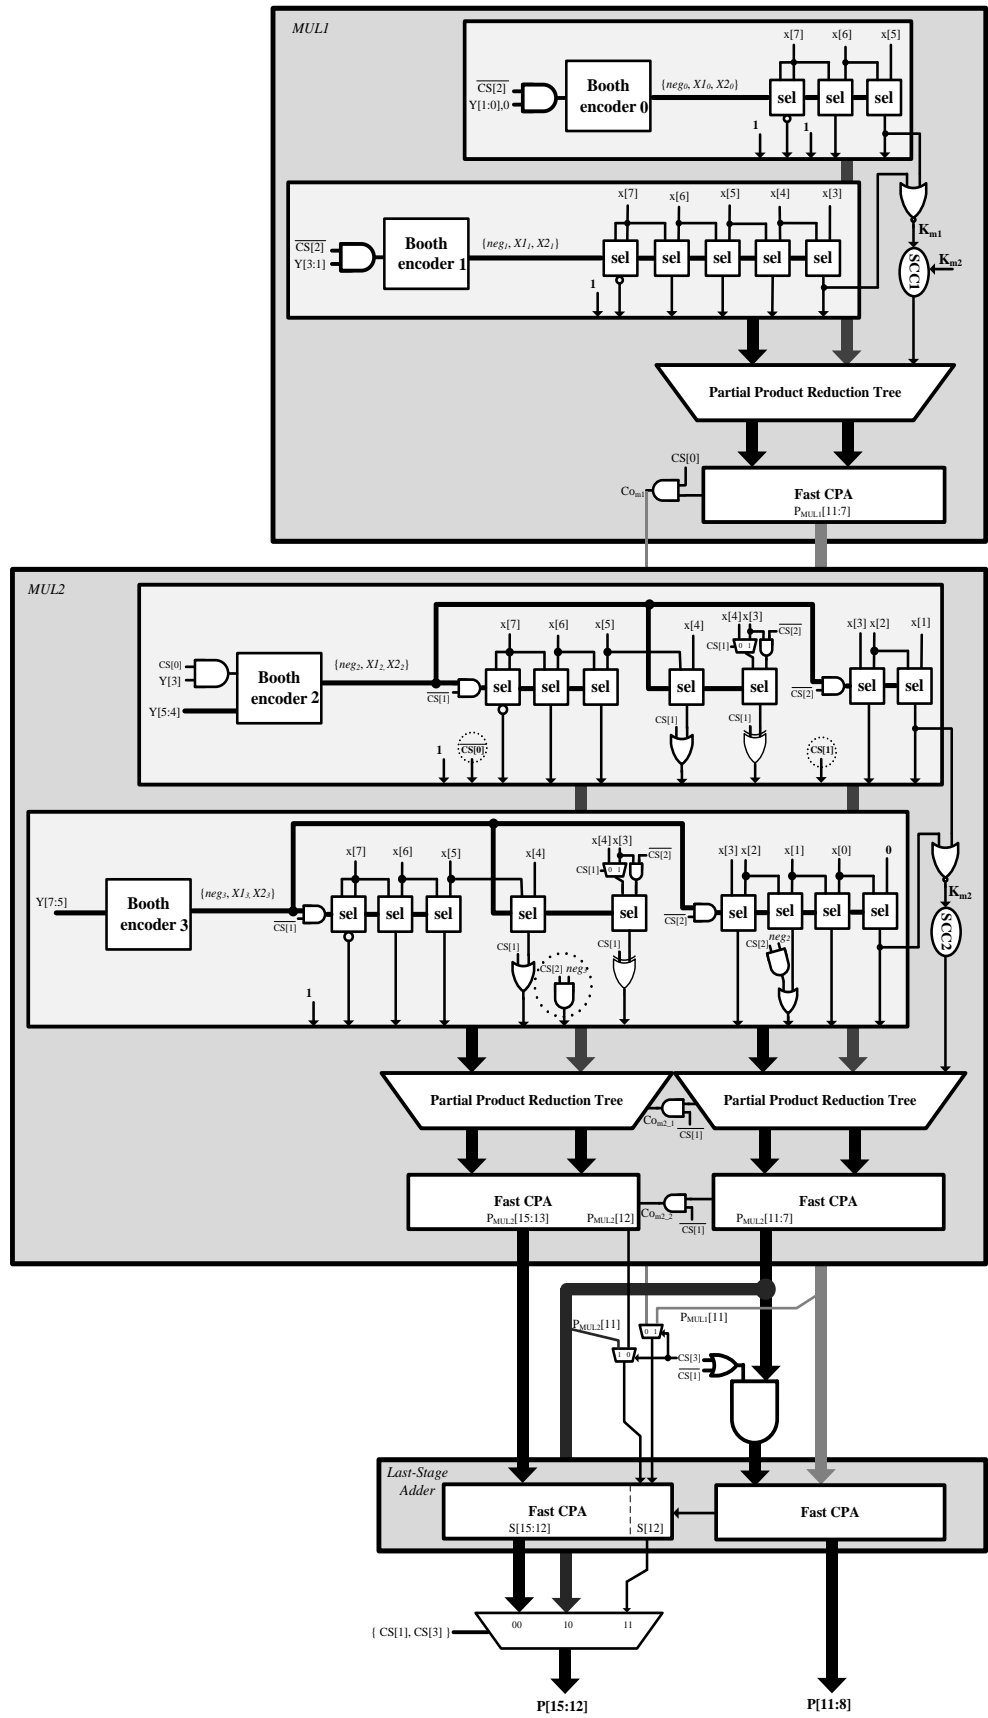 MUL1
x[7] x[6] x[5]
CS[2]
Y[1:0],0
Booth
encoder 0
{neg0, X10, X20}
sel sel sel
1 1
x[7] x[6] x[5] x[4] x[3]
CS[2]
Y[3:1]
Booth
encoder 1
{neg1, X11, X21}
sel sel sel sel sel
1
Km1
SCC1
Km2
Partial Product Reduction Tree
CS[0]
Com1
Fast CPA
PMUL1[11:7]
MUL2
x[7] x[6] x[5] x[4] x[4] x[3] CS[2] x[3] x[2] x[1]
CS[1] 0 1
CS[0]
Y[3]
Y[5:4]
Booth
encoder 2
{neg2, X12, X22}
CS[1]
sel sel sel sel sel
CS[2]
sel sel
CS[1] CS[1]
1 CS[0] CS[1]
x[7] x[6] x[5] x[4] x[4] x[3] CS[2] x[3] x[2] x[1] x[0] 0
CS[1] 0 1
Y[7:5]
Booth
encoder 3
{neg3, X13, X23}
CS[1]
sel sel sel sel sel
CS[2]
sel sel sel sel
Km2
SCC2
CS[1] CS[2] neg3 CS[1] CS[2] neg2
1
Partial Product Reduction Tree
Com2_1
CS[1]
Partial Product Reduction Tree
Fast CPA
PMUL2[15:13] PMUL2[12]
Com2_2
CS[1]
Fast CPA
PMUL2[11:7]
PMUL2[11]
PMUL1[11]
0 1
1 0
CS[3]
CS[1]
Last-Stage
Adder
Fast CPA
S[15:12] S[12]
Fast CPA
{ CS[1], CS[3] }
00 10 11
P[15:12]
P[11:8]